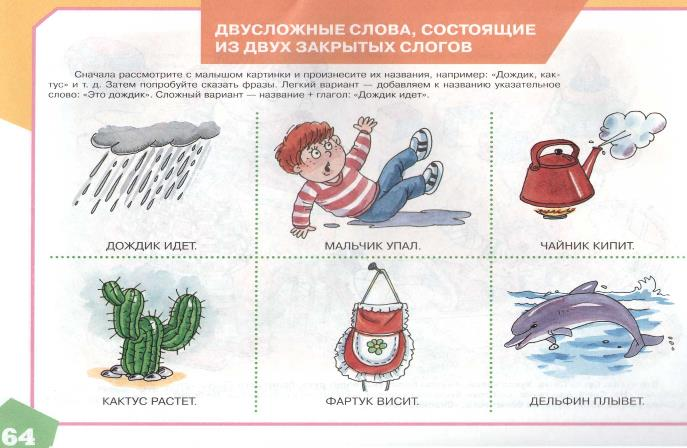 ДВУСЛОЖНЫЕ СЛОВА, СОСТОЯЩИЕ
ИЗ ДВУХ ЗАКРЫТЫХ СЛОГОВ
Сначала рассмотрите с малышом картинки и произнесите их названия, например: «Дождик, как-
тус» и т. д. Затем попробуйте сказать фразы. Легкий вариант — добавляем к названию указательное
слово: «Это дождик». Сложный вариант — название + глагол: «Дождик идет».
ДОЖДИК ИДЕТ.
МАЛЬЧИК УПАЛ.
ЧАЙНИК КИПИТ.
КАКТУС РАСТЕТ.
ФАРТУК ВИСИТ.
ДЕЛЬФИН ПЛЫВЕТ.
64